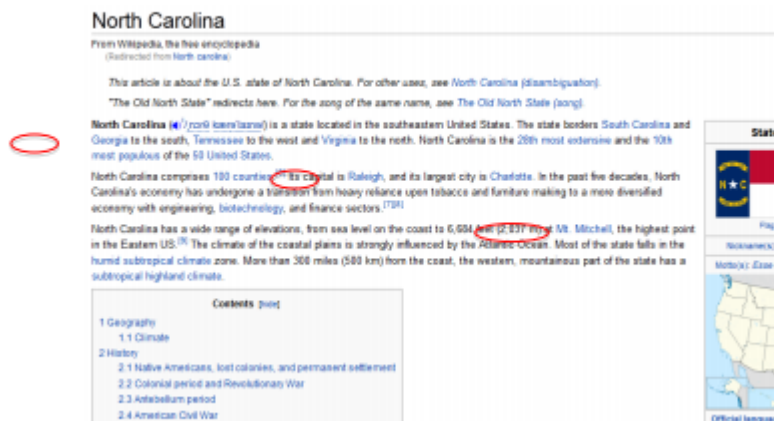 North Carolina
From Wikipedia, the free encyclopedia
(Redirected from North carolina)
This article is about the U.S. state of North Carolina. For other uses, see North Carolina (disambiguation).
"The Old North State" redirects here. For the song of the same name, see The Old North State (song).
North Carolina is a state located in the southeastern United States. The state borders South Carolina and
Georgia to the south, Tennessee to the west and Virginia to the north. North Carolina is the 28th most extensive and the 10th
most populous of the 50 United States.
North Carolina comprises 100 counties. Its capital is Raleigh, and its largest city is Charlotte. In the past five decades, North
Carolina's economy has undergone a transition from heavy reliance upon tobacco and furniture making to a more diversified
economy with engineering, biotechnology, and finance sectors.
North Carolina has a wide range of elevations, from sea level on the coast to 6,684 feet (2,037 m) at Mt. Mitchell, the highest point
in the Eastern US. The climate of the coastal plains is strongly influenced by the Atlantic Ocean. Most of the state falls in the
humid subtropical climate zone. More than 300 miles (500 km) from the coast, the western, mountainous part of the state has a
subtropical highland climate.
Contents [hide]
1 Geography
1.1 Climate
2 History
2.1 Native Americans, lost colonies, and permanent settlement
2.2 Colonial period and Revolutionary War
2.3 Antebellum period
2.4 American Civil War
Stat
N C
Flag
Nickname(s
Motto(s): Esse
Official languag